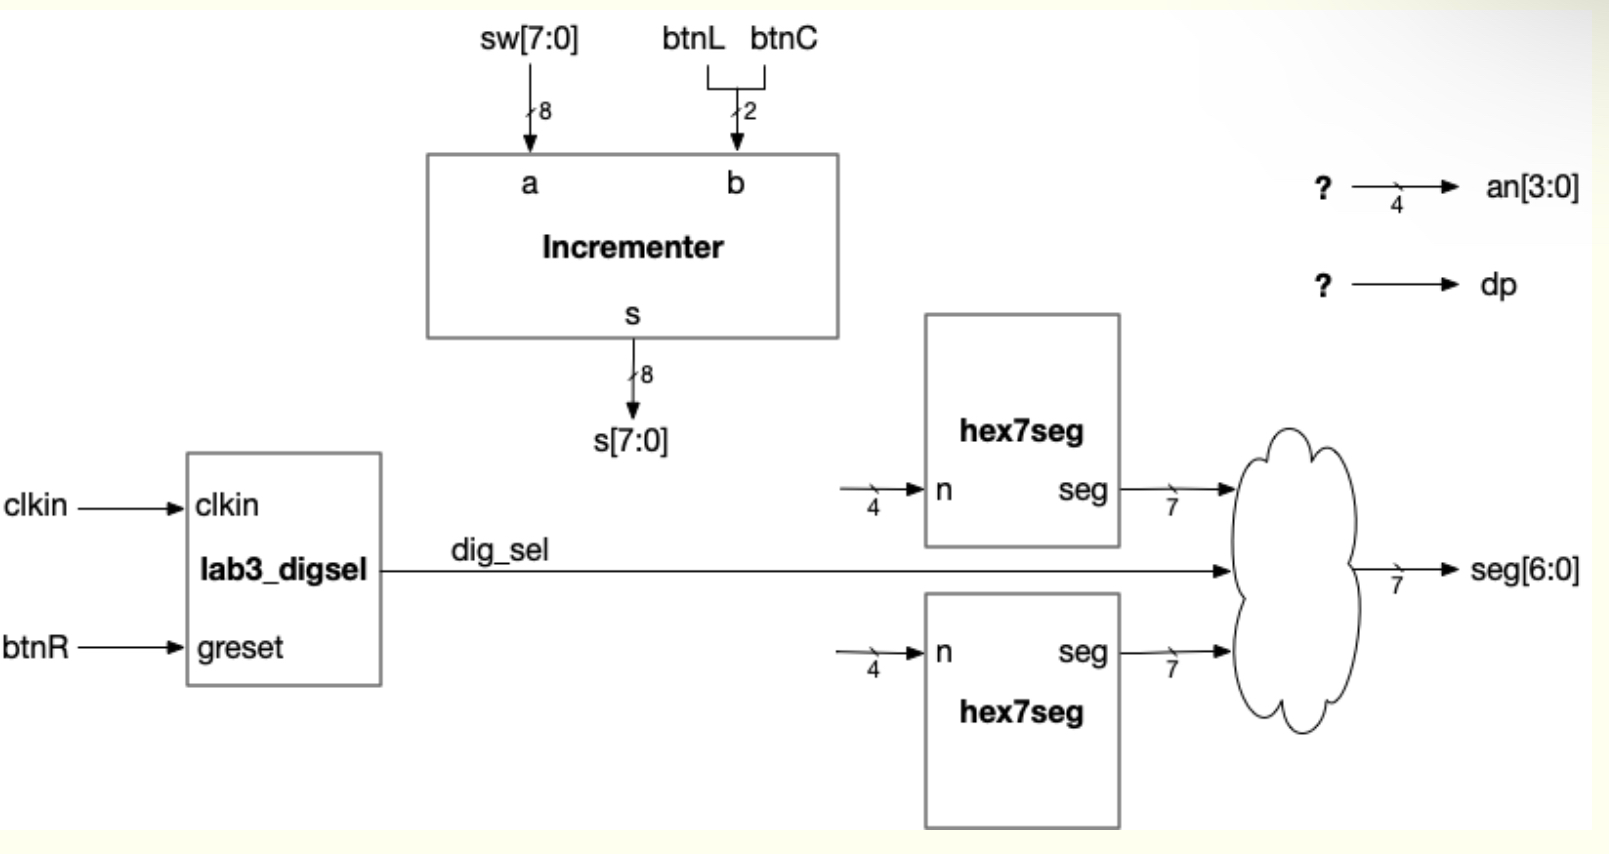 sw[7:0]
btnL btnC
8
2
a
b
Incrementer
s
8
s[7:0]
? 4 an[3:0]
? dp
hex7seg
4
n
seg
7
clkin
clkin
lab3_digsel
btnR
greset
dig_sel
7
seg[6:0]
4
n
seg
7
hex7seg